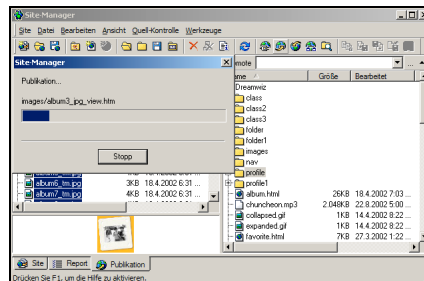 Site-Manager
Site Datei Bearbeiten Ansicht Quell-Kontrolle Werkzeuge
Site-Manager
Publikation...
images/album3_jpg_view.htm
Stopp
mote
ame Größe Bearbeitet
Dreamwiz
class
class2
class3
folder
folder1
images
nav
profile
profile1
album6_tm.jpg 3KB 18.4.2002 6:31 ...
album7_tm.jpg 4KB 18.4.2002 6:31 ...
album.html 26KB 18.4.2002 7:03 ...
chuncheon.mp3 2.048KB 22.8.2002 5:00 ...
collapsed.gif 1KB 14.4.2002 8:22 ...
expanded.gif 1KB 14.4.2002 8:22 ...
favorite.html 7KB 27.3.2002 1:22 ...
Site Report Publikation
Drücken Sie F1, um die Hilfe zu aktivieren.